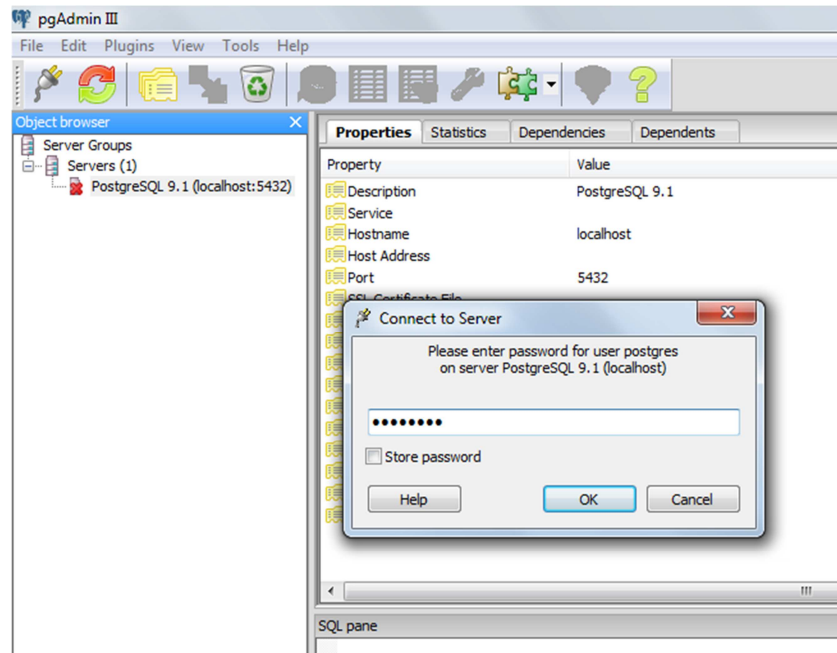 pgAdmin III
File Edit Plugins View Tools Help
Object browser
Server Groups
Servers (1)
PostgreSQL 9.1 (localhost:5432)
Properties Statistics Dependencies Dependents
Property Value
Description PostgreSQL 9.1
Service
Hostname localhost
Host Address
Port 5432
SSL Certificate File
Connect to Server
Please enter password for user postgres
on server PostgreSQL 9.1 (localhost)
Store password
Help OK Cancel
SQL pane